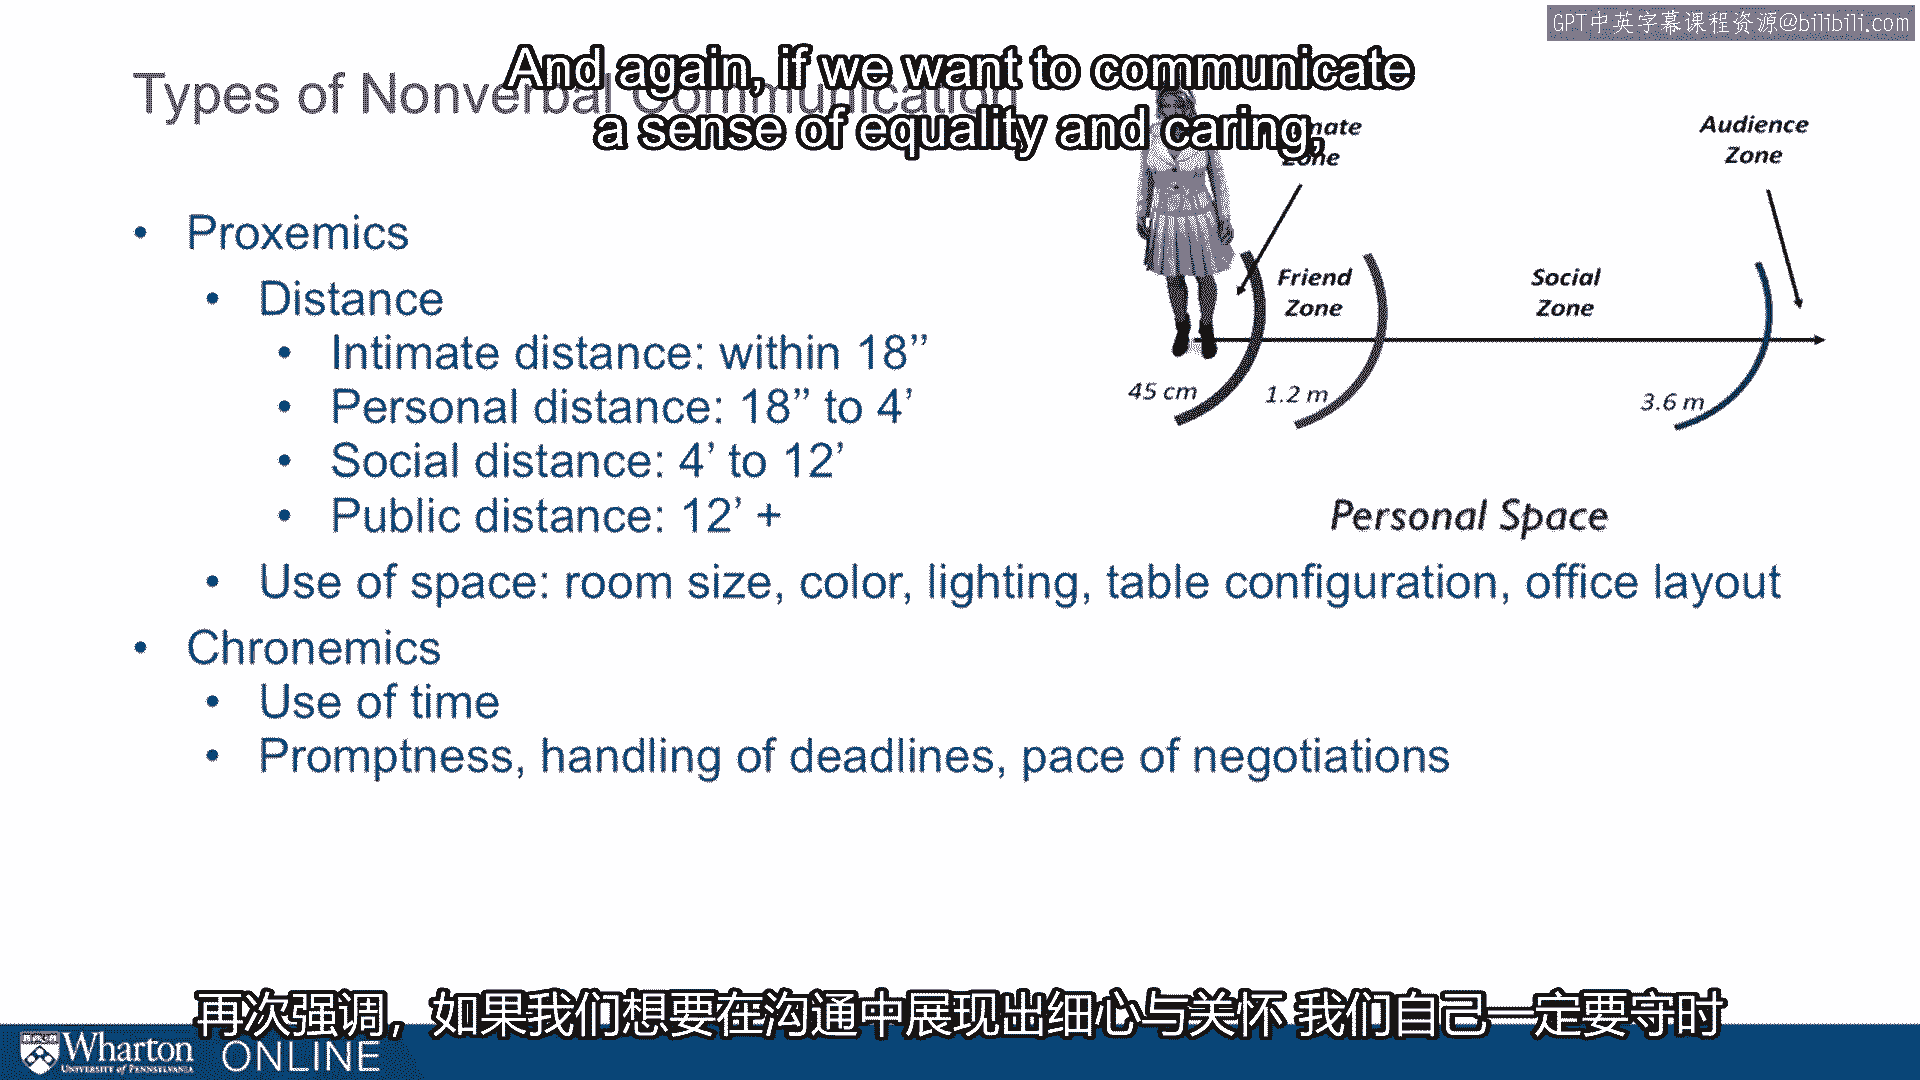 GPT中英字幕课程资源@bilibili.com
And again, if we want to communicate
a sense of equality and caring,
Types of Nonverbal Communication
Zone
Audience
Zone
• Proxemics
• Distance
• Intimate distance: within 18”
• Personal distance: 18” to 4’
• Social distance: 4’ to 12’
• Public distance: 12’ +
Friend
Zone
Social
Zone
45 cm
1.2 m
3.6 m
Personal Space
• Use of space: room size, color, lighting, table configuration, office layout
• Chronemics
• Use of time
• Promptness, handling of deadlines, pace of negotiations
再次强调，如果我们想要在沟通中展现出细心与关怀 我们自己一定要守时
Wharton
UNIVERSITY of PENNSYLVANIA
ONLINE